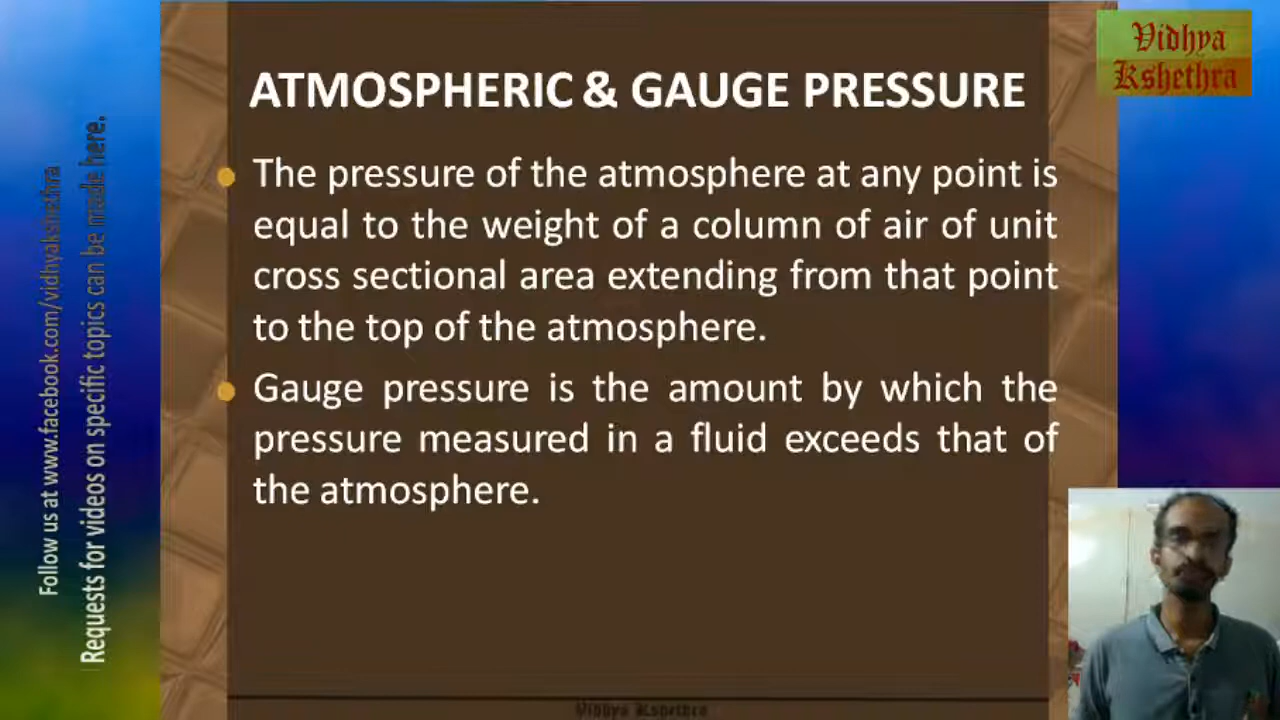 ATMOSPHERIC & GAUGE PRESSURE
Vidhya
Kshethra
The pressure of the atmosphere at any point is
equal to the weight of a column of air of unit
cross sectional area extending from that point
to the top of the atmosphere.
Gauge pressure is the amount by which the
pressure measured in a fluid exceeds that of
the atmosphere.
Follow us at www.facebook.com/vidhyakshethra
Requests for videos on specific topics can be made here.
Vidhya Kshethra